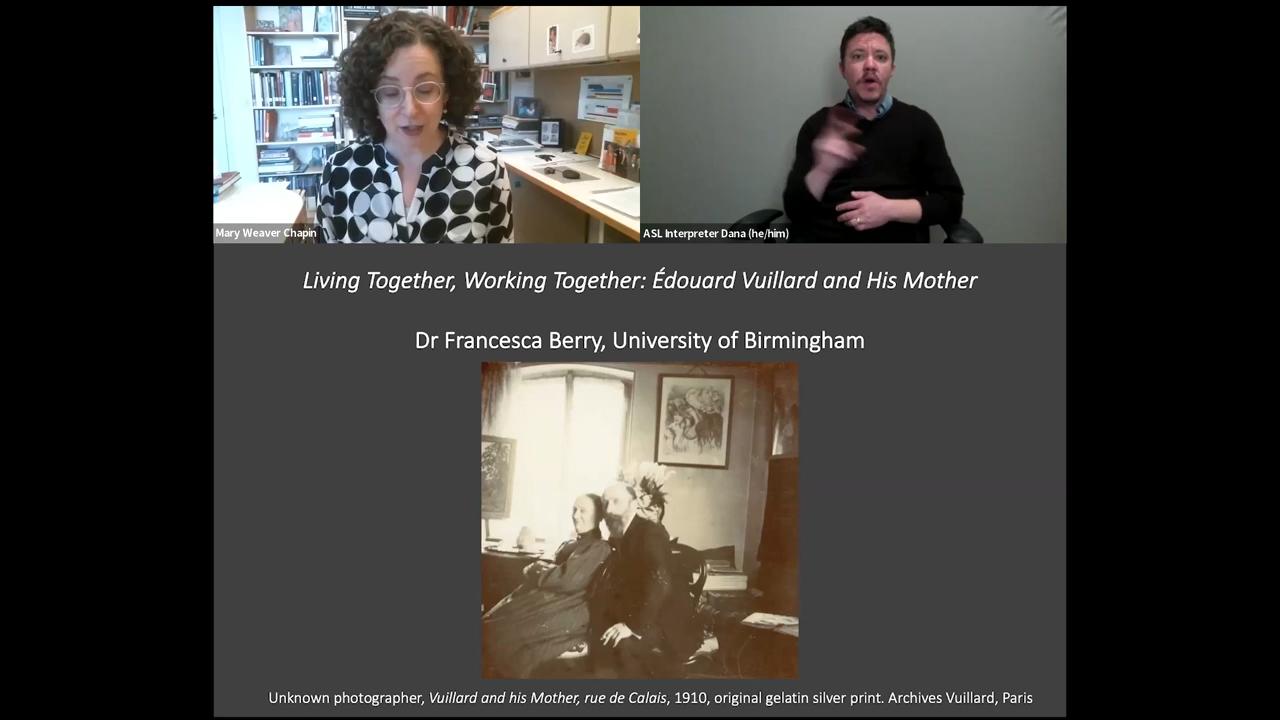 Mary Weaver Chapin
ASL Interpreter Dana (he/him)
Living Together, Working Together: Édouard Vuillard and His Mother
Dr Francesca Berry, University of Birmingham
Unknown photographer, Vuillard and his Mother, rue de Calais, 1910, original gelatin silver print. Archives Vuillard, Paris